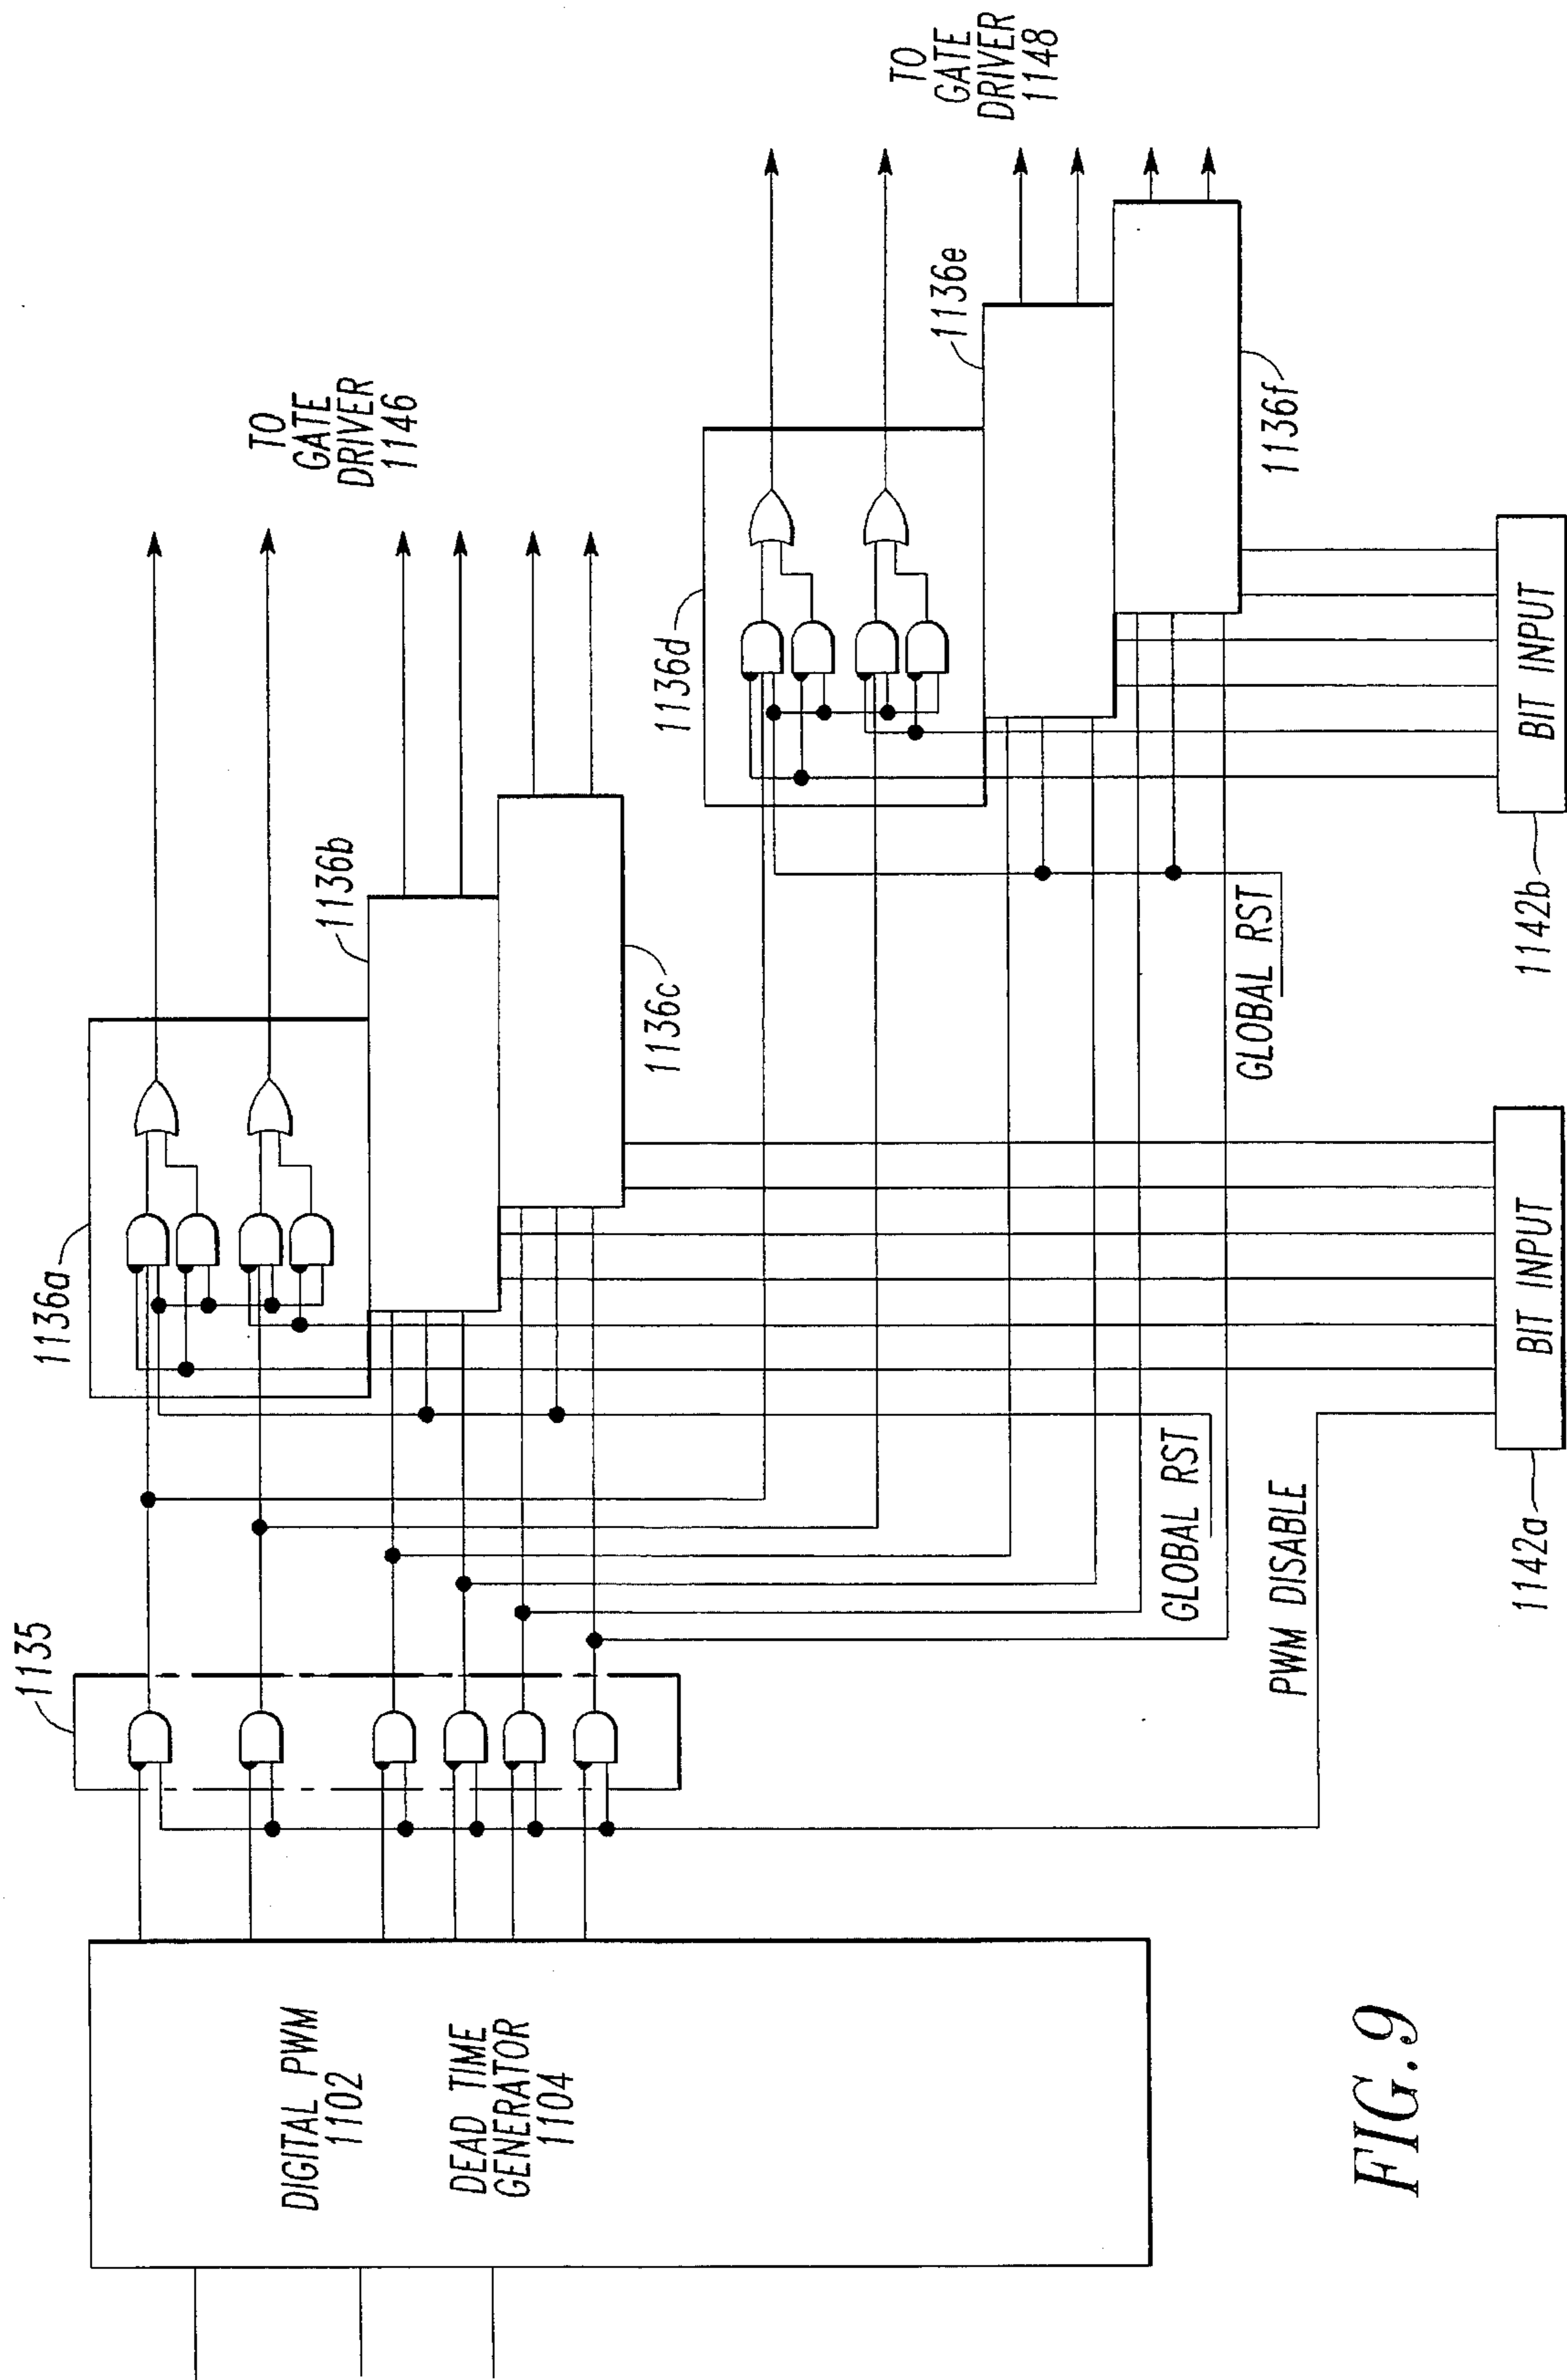 DIGITAL PWM
1102
DEAD TIME
GENERATOR
1104
1135
1136a
1136b
1136c
TO
GATE
DRIVER
1146
1136d
1136e
1136f
TO
GATE
DRIVER
1148
GLOBAL RST
GLOBAL RST
PWM DISABLE
BIT INPUT
1142a
BIT INPUT
1142b
FIG. 9